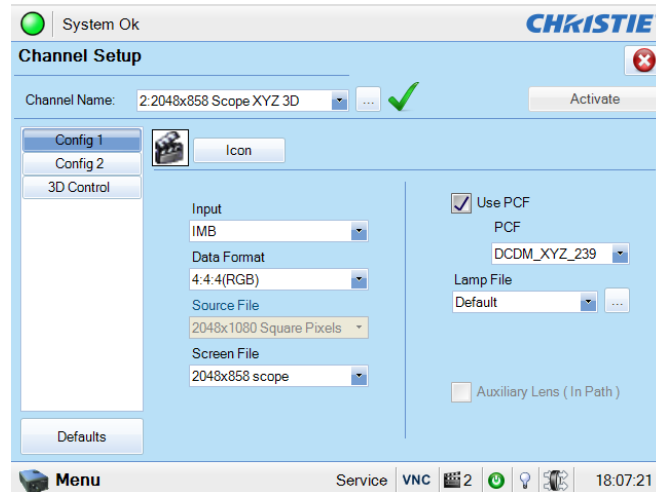 System Ok
CHRISTIE
Channel Setup
Channel Name: 2:2048x858 Scope XYZ 3D ... Activate
Config 1
Config 2
3D Control
Icon
Input
IMB
Data Format
4:4:4(RGB)
Source File
2048x1080 Square Pixels
Screen File
2048x858 scope
Use PCF
PCF
DCDM_XYZ_239
Lamp File
Default ...
Auxiliary Lens ( In Path )
Defaults
Menu Service VNC 2 18:07:21